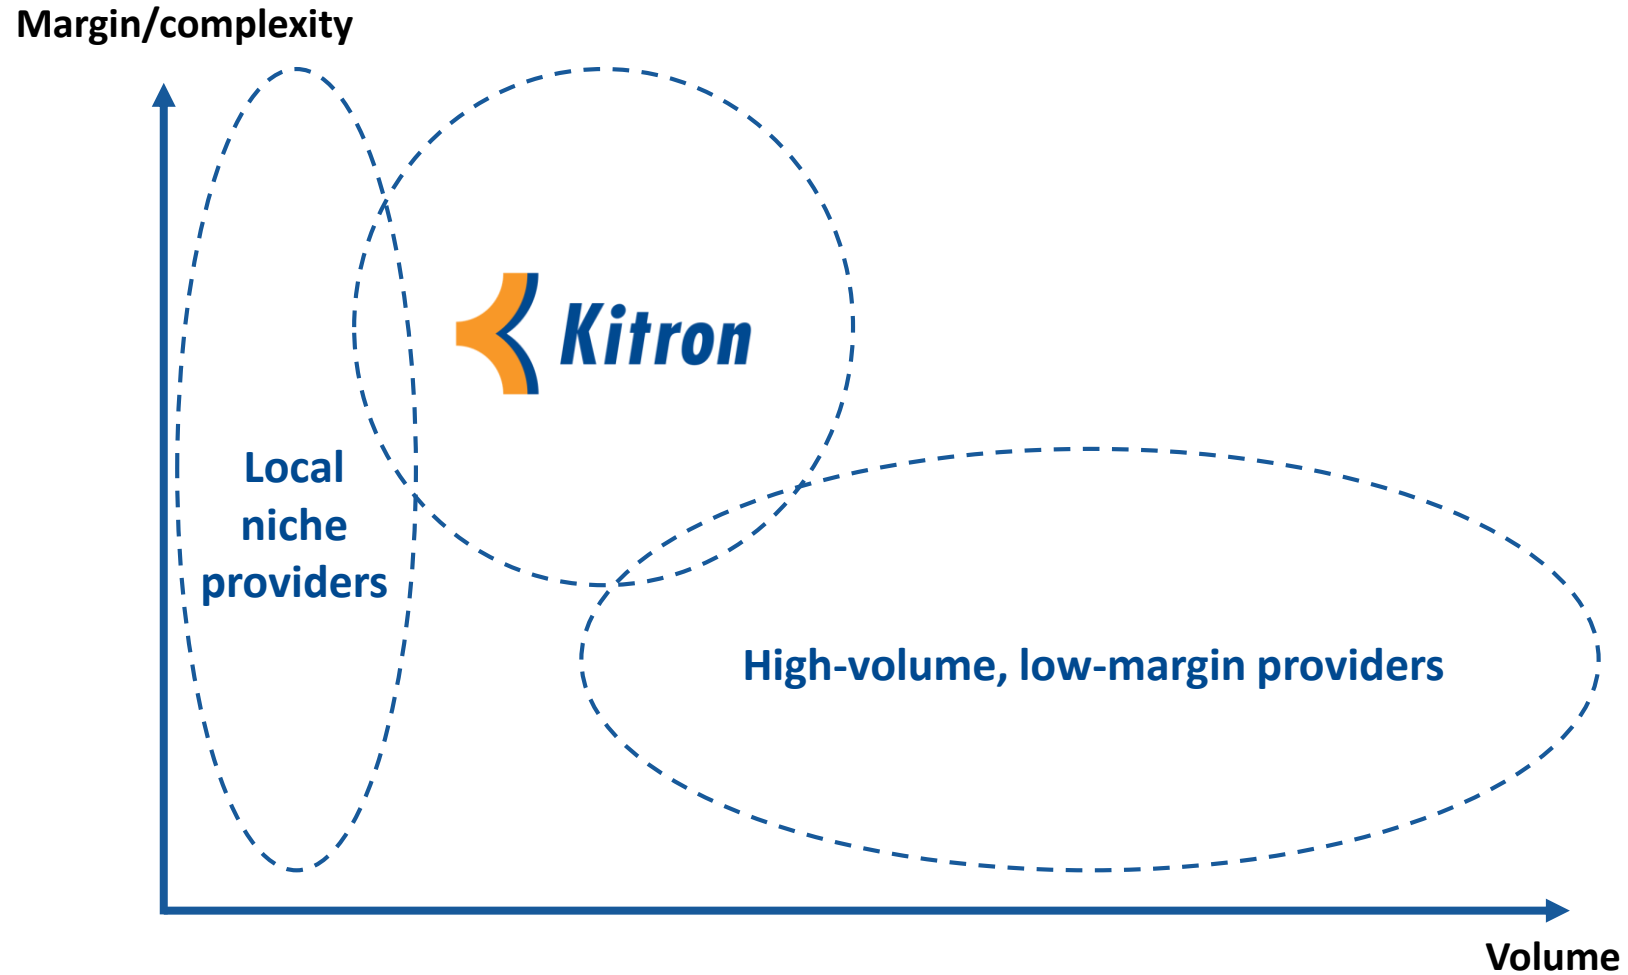 Margin/complexity
Kitron
Local
niche
providers
High-volume, low-margin providers
Volume